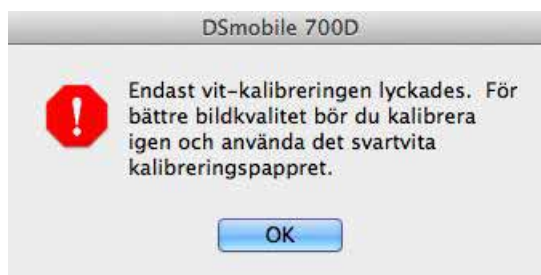 DSmobile 700D
Endast vit-kalibreringen lyckades. För
bättre bildkvalitet bör du kalibrera
igen och använda det svartvita
kalibreringspappret.
OK